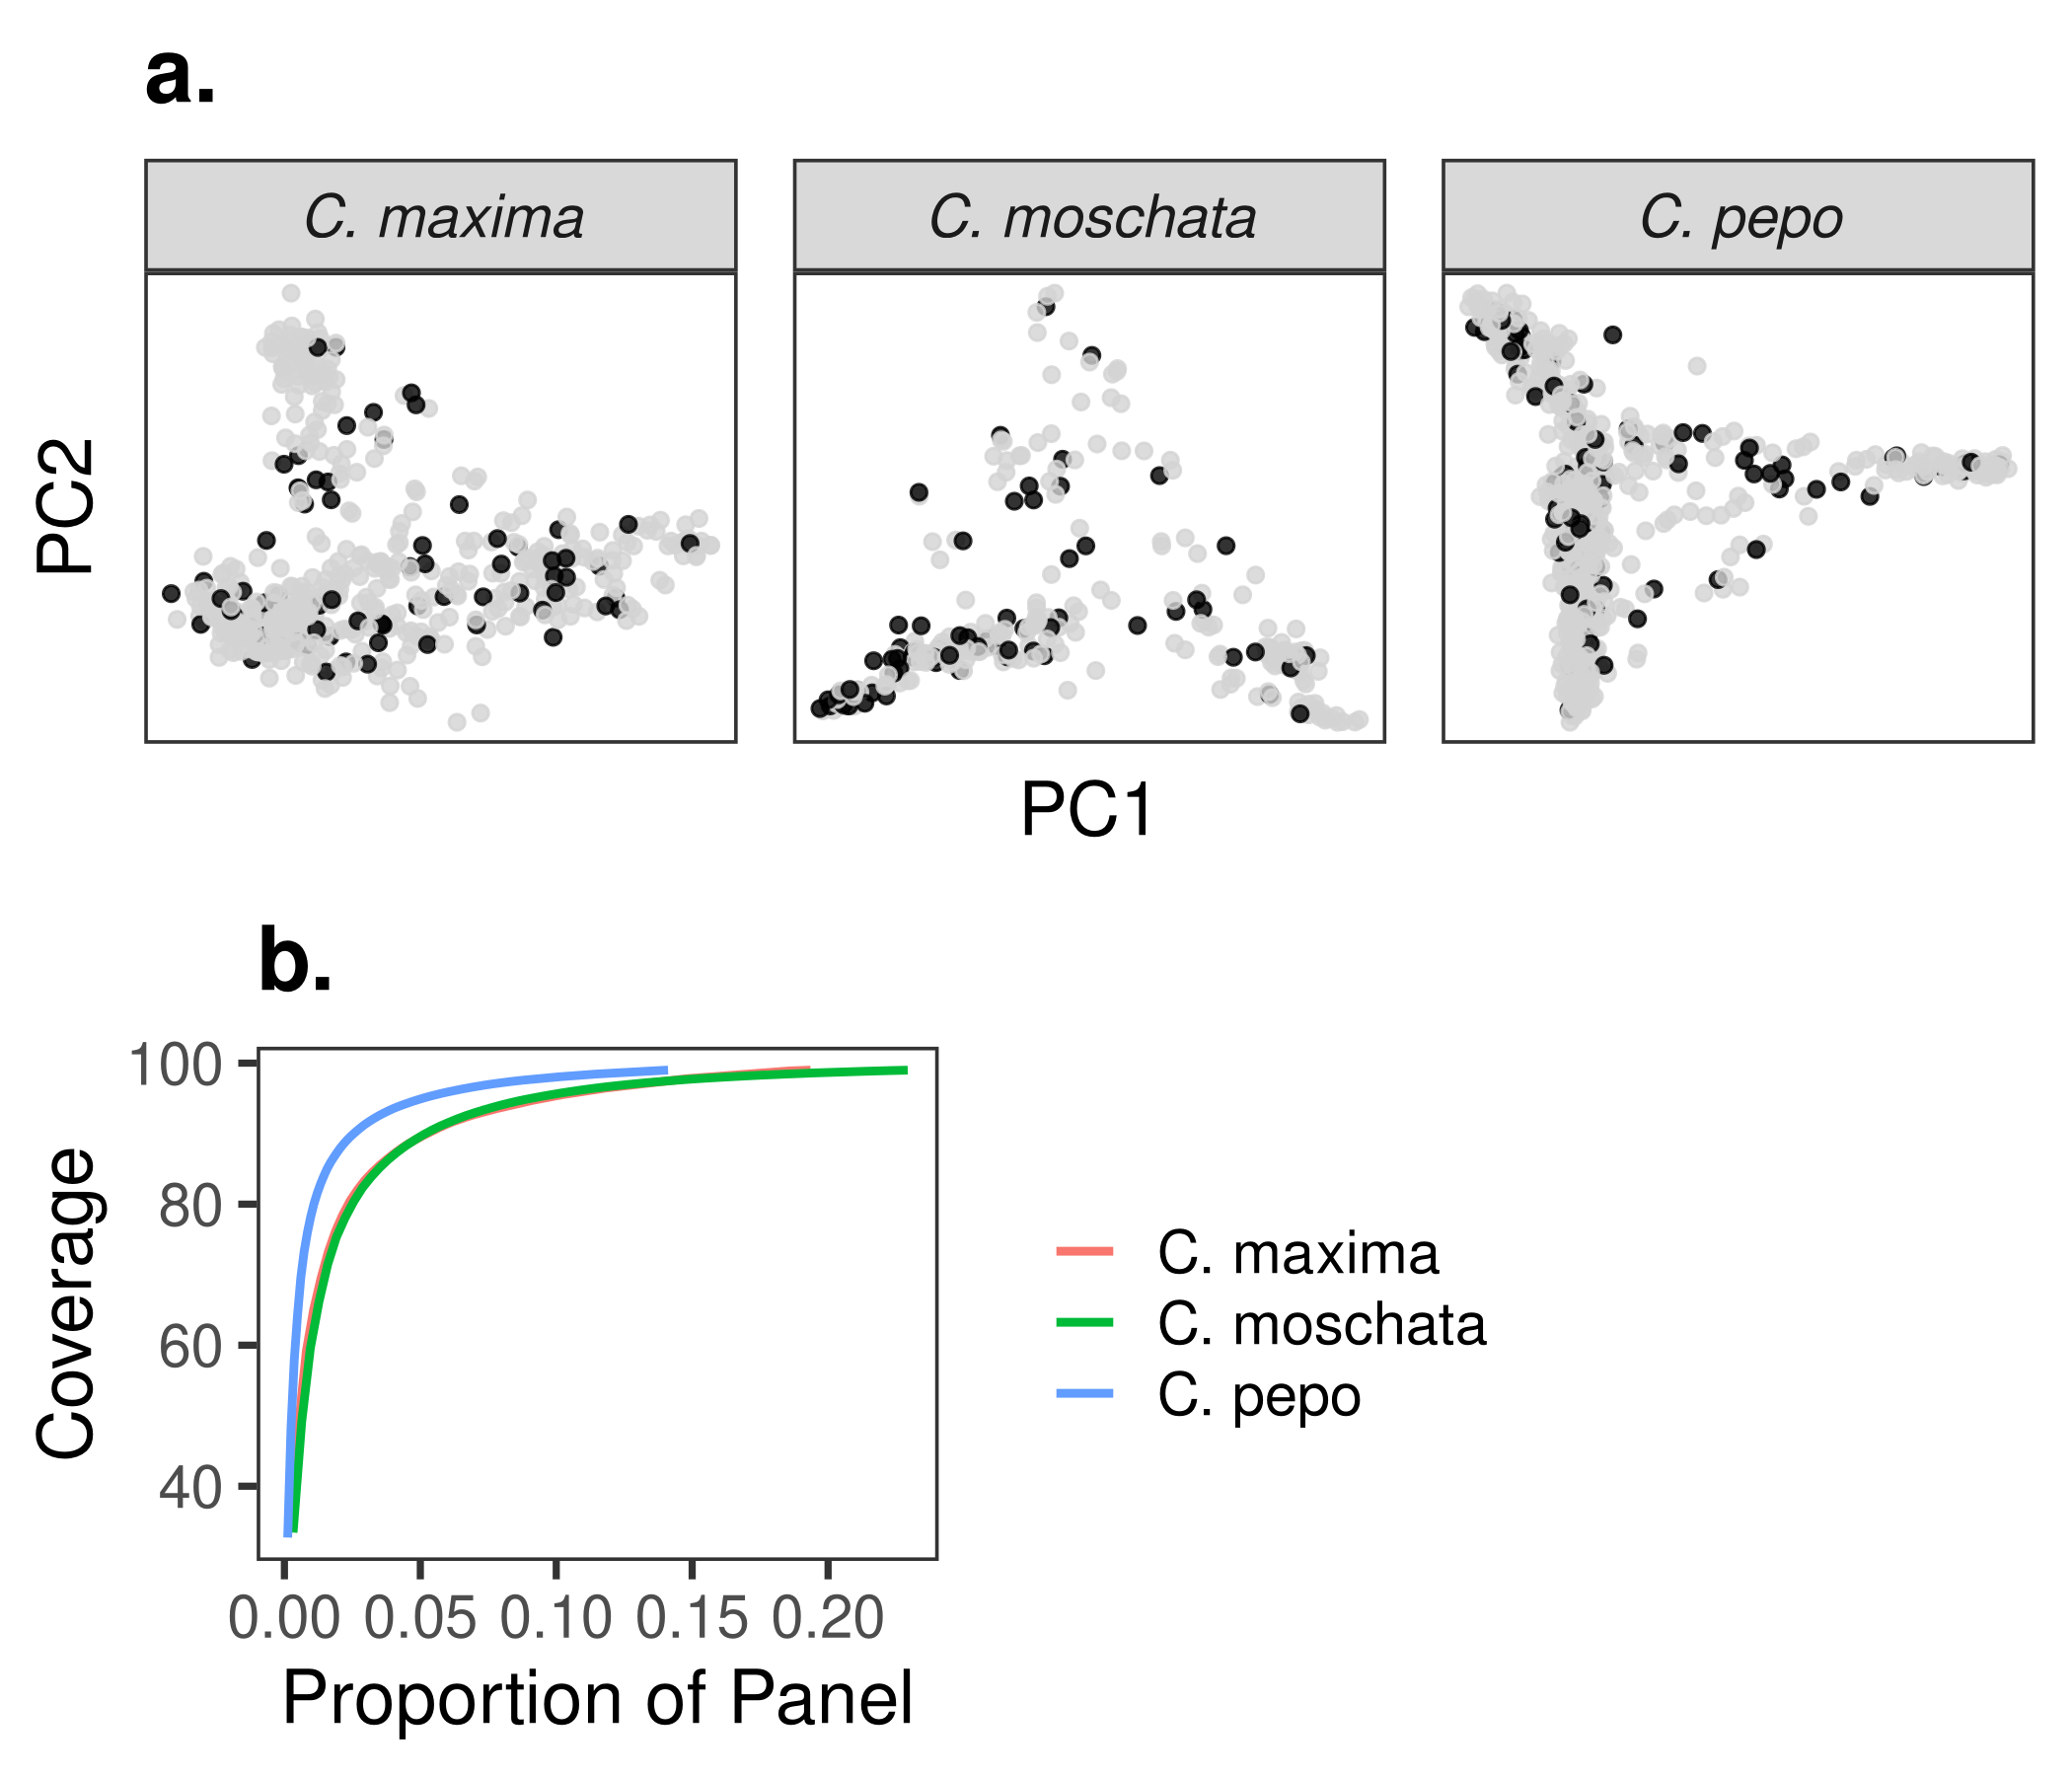 a.
C. maxima
C. moschata
C. pepo
PC2
PC1
b.
100
80
60
40
Coverage
0.00 0.05 0.10 0.15 0.20
Proportion of Panel
C. maxima
C. moschata
C. pepo